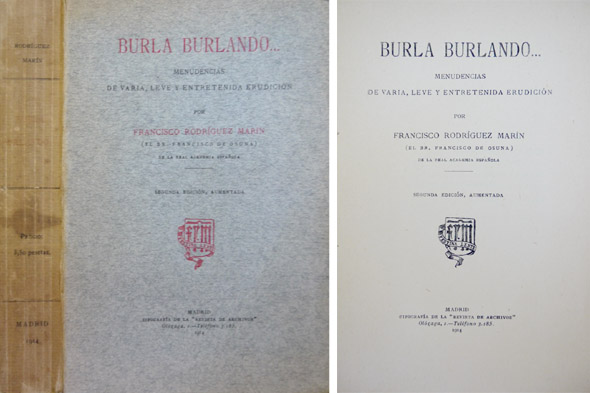 RODRÍGUEZ
MARÍN
Precio:
3,50 pesetas.
MADRID
1914
BURLA BURLANDO...
MENUDENCIAS
DE VARIA, LEVE Y ENTRETENIDA ERUDICIÓN
POR
FRANCISCO RODRÍGUEZ MARÍN
(EL BR. FRANCISCO DE OSUNA)
DE LA REAL ACADEMIA ESPAÑOLA
SEGUNDA EDICIÓN, AUMENTADA
MADRID
TIPOGRAFÍA DE LA "REVISTA DE ARCHIVOS"
Olózaga, 1.—Teléfono 3.185.
1914
BURLA BURLANDO...
MENUDENCIAS
DE VARIA, LEVE Y ENTRETENIDA ERUDICIÓN
POR
FRANCISCO RODRÍGUEZ MARÍN
(EL BR. FRANCISCO DE OSUNA)
DE LA REAL ACADEMIA ESPAÑOLA
SEGUNDA EDICIÓN, AUMENTADA
MADRID
TIPOGRAFÍA DE LA "REVISTA DE ARCHIVOS"
Olózaga, 1.—Teléfono 3.185.
1914